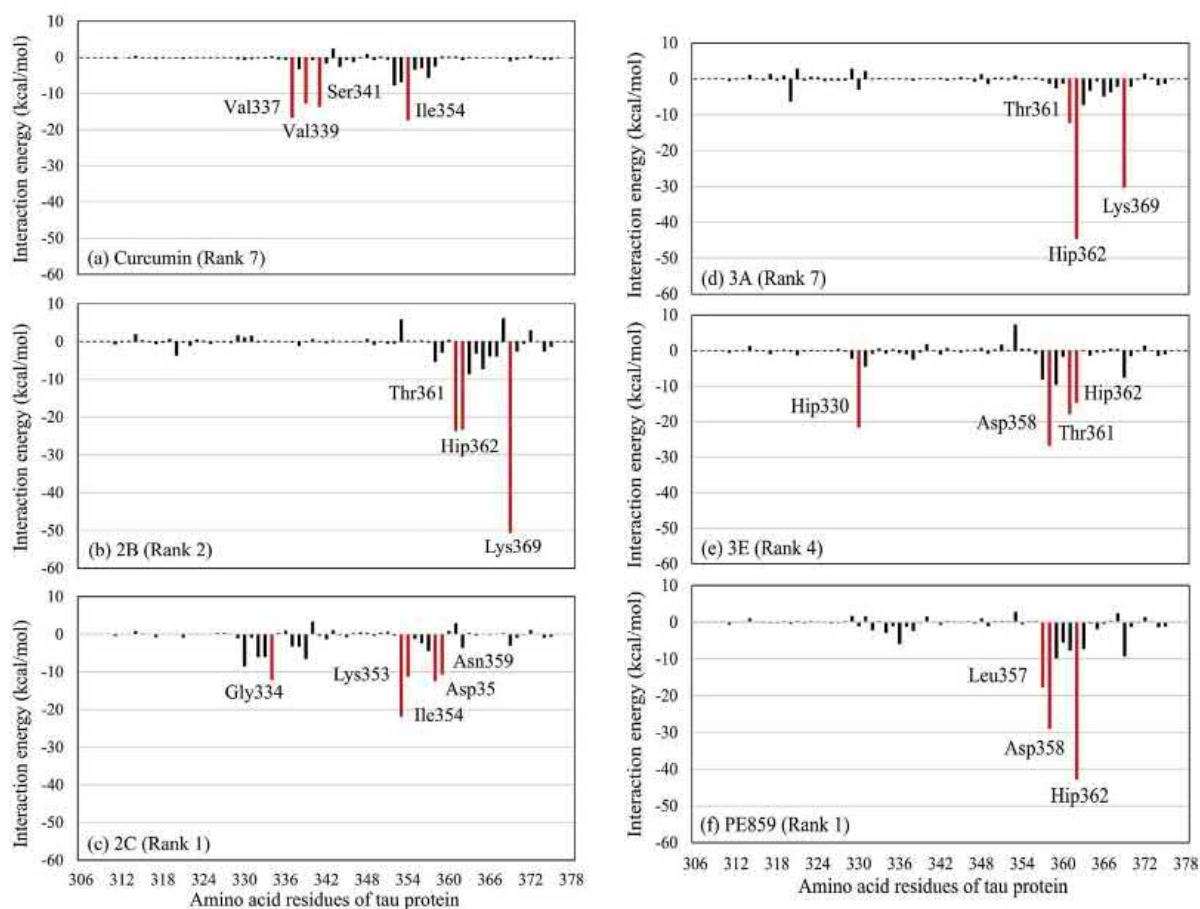 Interaction energy (kcal/mol)
10
0
-10
-20
-30
-40
-50
-60
Val337
Val339
Ser341
Ile354
(a) Curcumin (Rank 7)
Interaction energy (kcal/mol)
10
0
-10
-20
-30
-40
-50
-60
Thr361
Hip362
Lys369
(b) 2B (Rank 2)
Interaction energy (kcal/mol)
10
0
-10
-20
-30
-40
-50
-60
Gly334
Lys353
Ile354
Asn359
Asp35
(c) 2C (Rank 1)
306 312 318 324 330 336 342 348 354 360 366 372 378
Amino acid residues of tau protein
Interaction energy (kcal/mol)
10
0
-10
-20
-30
-40
-50
-60
Thr361
Lys369
Hip362
(d) 3A (Rank 7)
Interaction energy (kcal/mol)
10
0
-10
-20
-30
-40
-50
-60
Hip330
Asp358
Hip362
Thr361
(e) 3E (Rank 4)
Interaction energy (kcal/mol)
10
0
-10
-20
-30
-40
-50
-60
Leu357
Asp358
Hip362
(f) PE859 (Rank 1)
306 312 318 324 330 336 342 348 354 360 366 372 378
Amino acid residues of tau protein